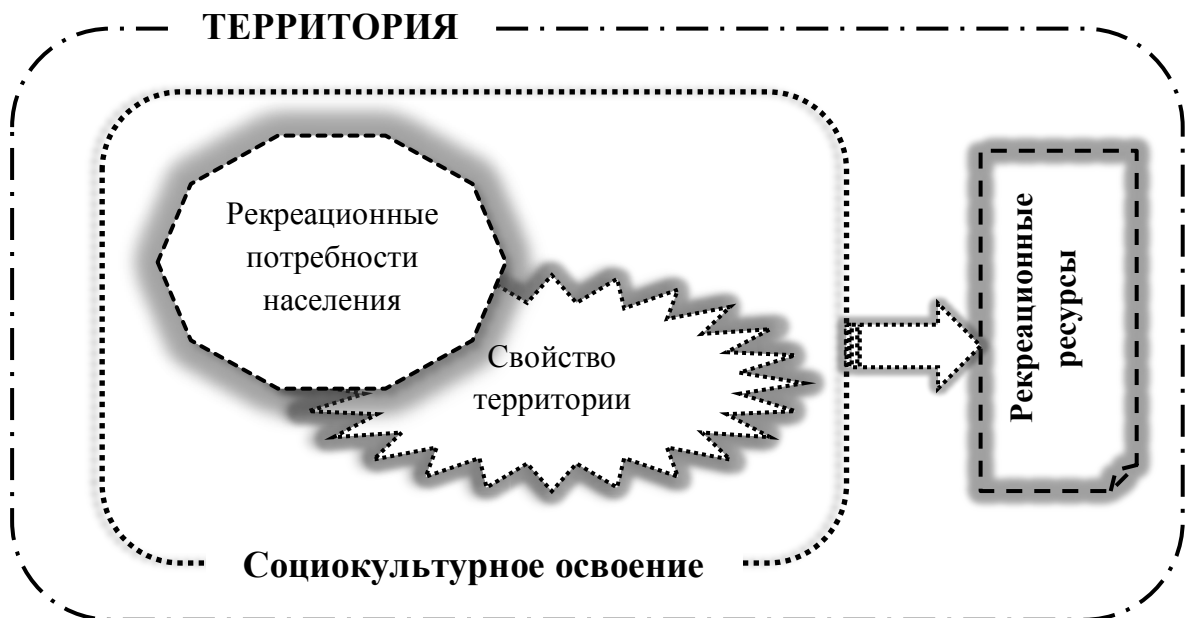 ТЕРРИТОРИЯ
Рекреационные
потребности
населения
Свойство
территории
Рекреационные
ресурсы
Социокультурное освоение